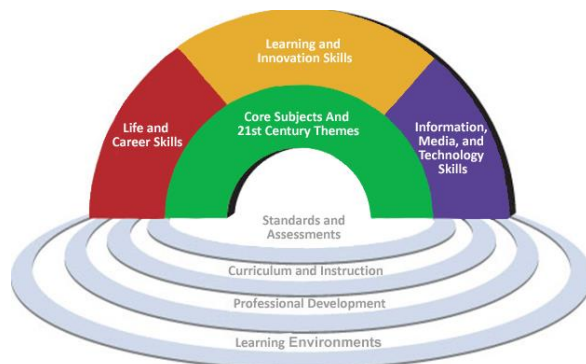 Learning and
Innovation Skills
Core Subjects And
21st Century Themes
Life and
Career Skills
Information,
Media, and
Technology
Skills
Standards and
Assessments
Curriculum and Instruction
Professional Development
Learning Environments